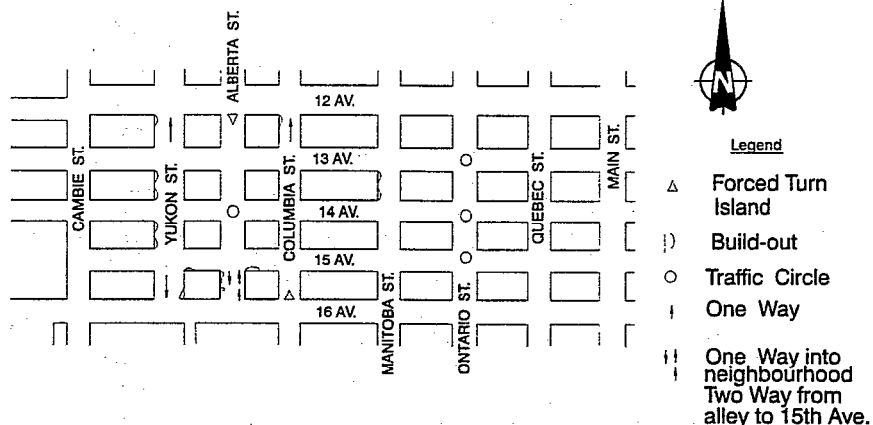 ALBERTA ST.
12 AV.
N
Legend
13 AV.
CAMBIE ST.
YUKON ST.
COLUMBIA ST.
QUEBEC ST.
MAIN ST.
Forced Turn
Island
14 AV.
Build-out
15 AV.
Traffic Circle
MANITOBA ST.
ONTARIO ST.
16 AV.
One Way
One Way into
neighbourhood
Two Way from
alley to 15th Ave.